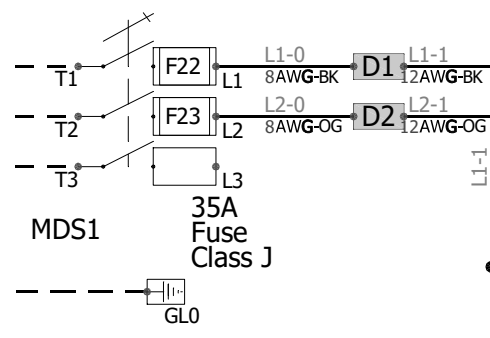 L1-0 L1-1
F22 D1
T1 L1 8AWG-BK 12AWG-BK
L2-0 L2-1
F23 D2
T2 L2 8AWG-OG 12AWG-OG
L1-1
T3 L3
35A
MDS1 Fuse
Class J
GL0